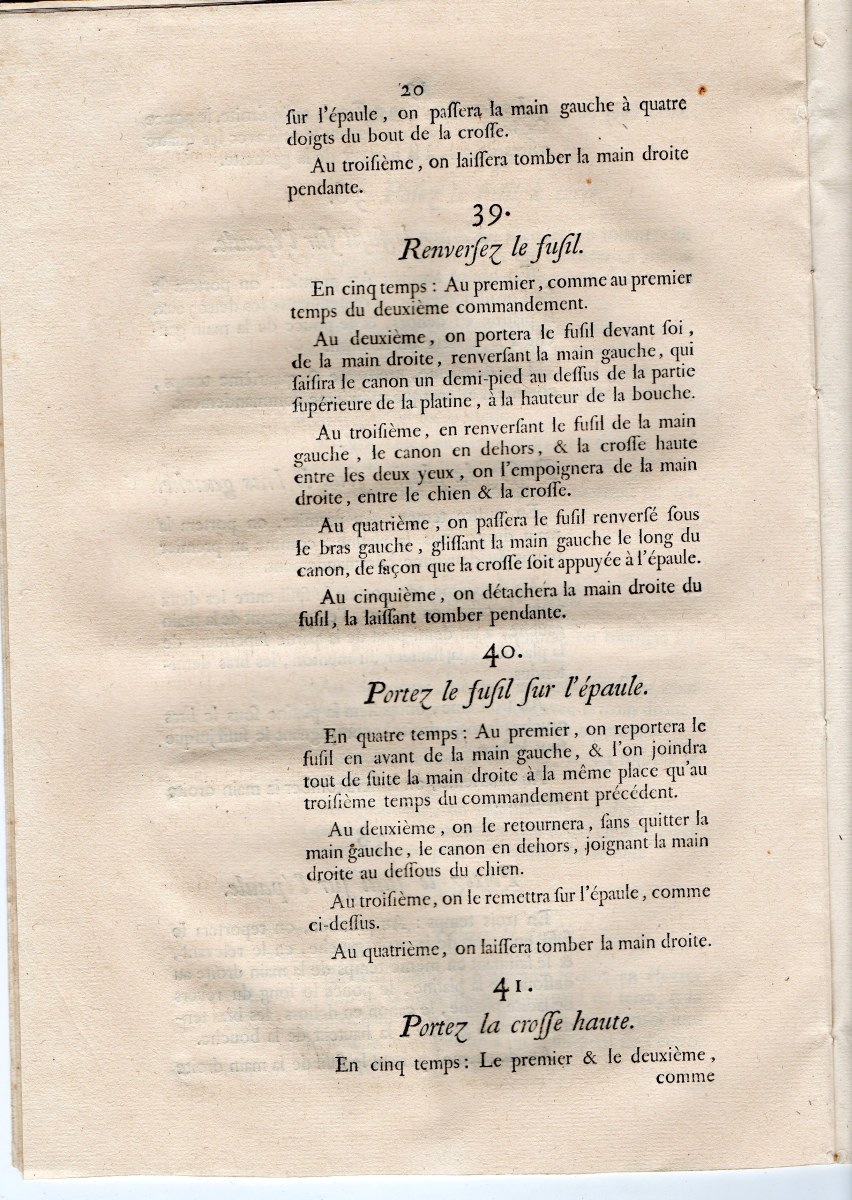 20
ſur l'épaule, on paſſera la main gauche à quatre
doigts du bout de la croſſe.
Au troiſième, on laiſſera tomber la main droite
pendante.
39.
Renverſez le fuſil.
En cinq temps : Au premier, comme au premier
temps du deuxième commandement.
Au deuxième, on portera le fuſil devant ſoi,
de la main droite, renverſant la main gauche, qui
ſaiſira le canon un demi-pied au deſſus de la partie
ſupérieure de la platine, à la hauteur de la bouche.
Au troiſième, en renverſant le fuſil de la main
gauche, le canon en dehors, & la croſſe haute
entre les deux yeux, on l'empoignera de la main
droite, entre le chien & la croſſe.
Au quatrième, on paſſera le fuſil renverſé ſous
le bras gauche, gliſſant la main gauche le long du
canon, de façon que la croſſe ſoit appuyée à l'épaule.
Au cinquième, on détachera la main droite du
fuſil, la laiſſant tomber pendante.
40.
Portez le fuſil ſur l'épaule.
En quatre temps : Au premier, on reportera le
fuſil en avant de la main gauche, & l'on joindra
tout de ſuite la main droite à la même place qu'au
troiſième temps du commandement précédent.
Au deuxième, on le retournera, ſans quitter la
main gauche, le canon en dehors, joignant la main
droite au deſſous du chien.
Au troiſième, on le remettra ſur l'épaule, comme
ci-deſſus.
Au quatrième, on laiſſera tomber la main droite.
41.
Portez la croſſe haute.
En cinq temps : Le premier & le deuxième,
comme